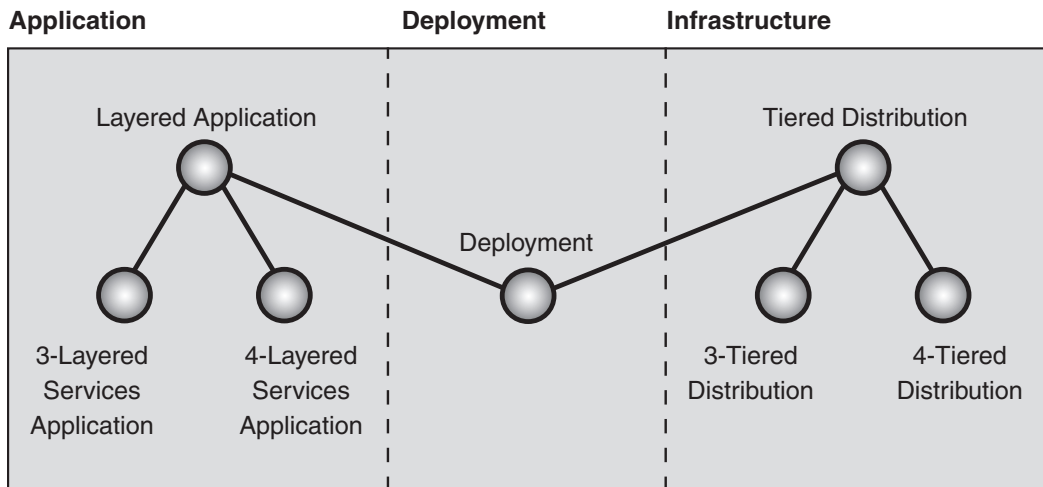 Application
Deployment
Infrastructure
Layered Application
Tiered Distribution
Deployment
3-Layered
Services
Application
4-Layered
Services
Application
3-Tiered
Distribution
4-Tiered
Distribution